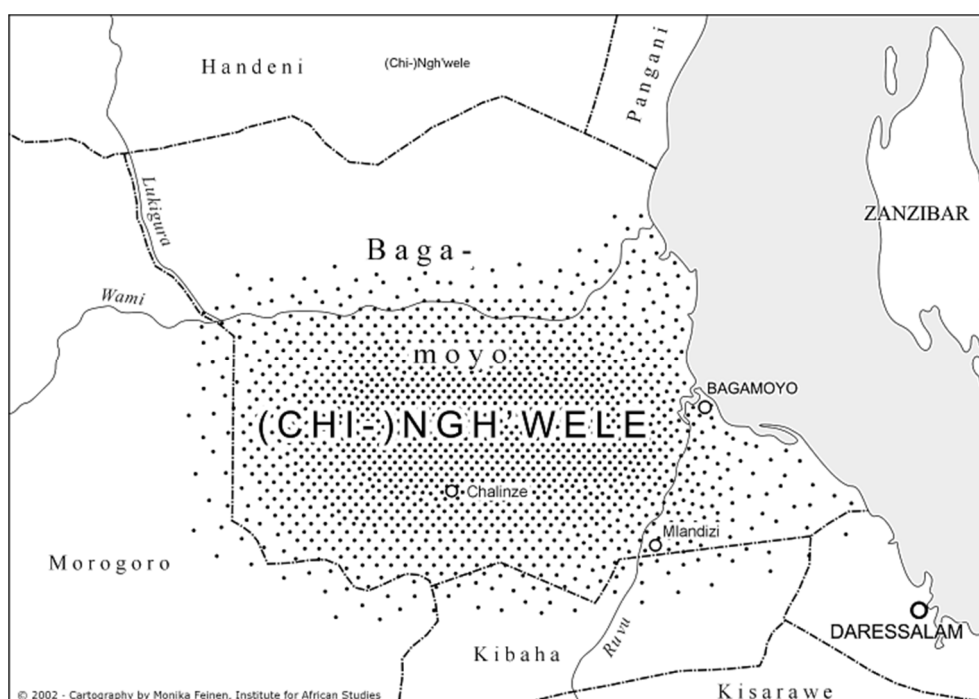 Handeni
(Chi-)Ngh'wele
Pangani
Lukigura
ZANZIBAR
Baga-
Wami
moyo
BAGAMOYO
(CHI-)NGH'WELE
Chalinze
Mlandizi
Morogoro
DARESSALAM
Ruvu
Kibaha
Kisarawe
© 2002 - Cartography by Monika Feinen, Institute for African Studies